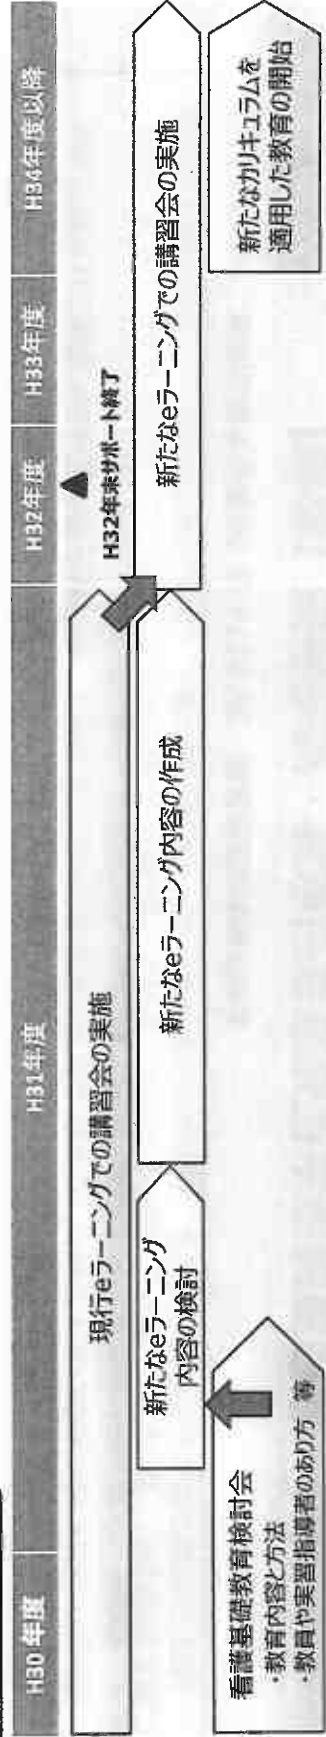 H30年度
H31年度
H32年度
H33年度
H34年度以降
現行eラーニングでの講習会の実施
H32年末サポート終了
新たなeラーニング
内容の検討
新たなeラーニング内容の作成
新たなeラーニングでの講習会の実施
看護基礎教育検討会
・教育内容と方法
・教員や実習指導者のあり方 等
新たなカリキュラムを
適用した教育の開始